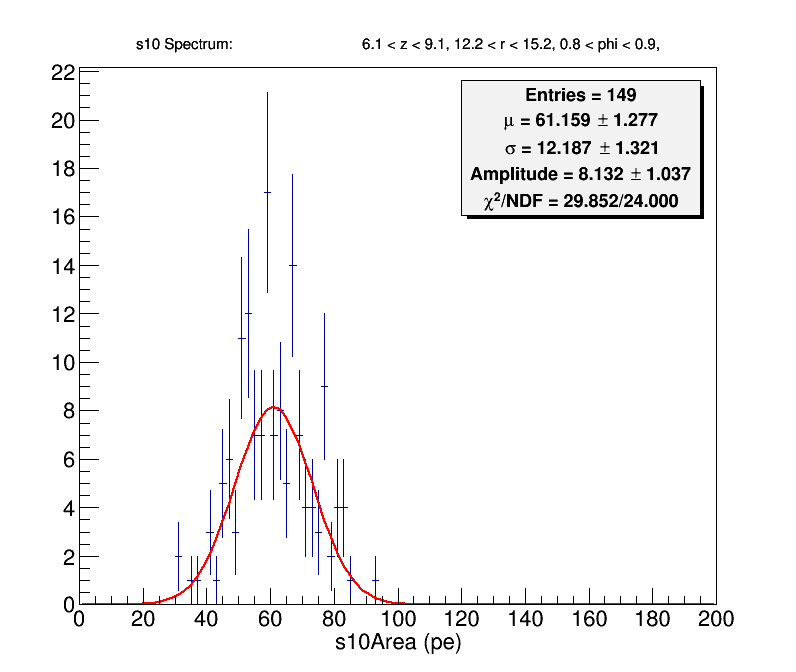 s10 Spectrum: 6.1 < z < 9.1, 12.2 < r < 15.2, 0.8 < phi < 0.9,
Entries = 149
μ = 61.159 ± 1.277
σ = 12.187 ± 1.321
Amplitude = 8.132 ± 1.037
χ²/NDF = 29.852/24.000
22
20
18
16
14
12
10
8
6
4
2
0
0 20 40 60 80 100 120 140 160 180 200
s10Area (pe)